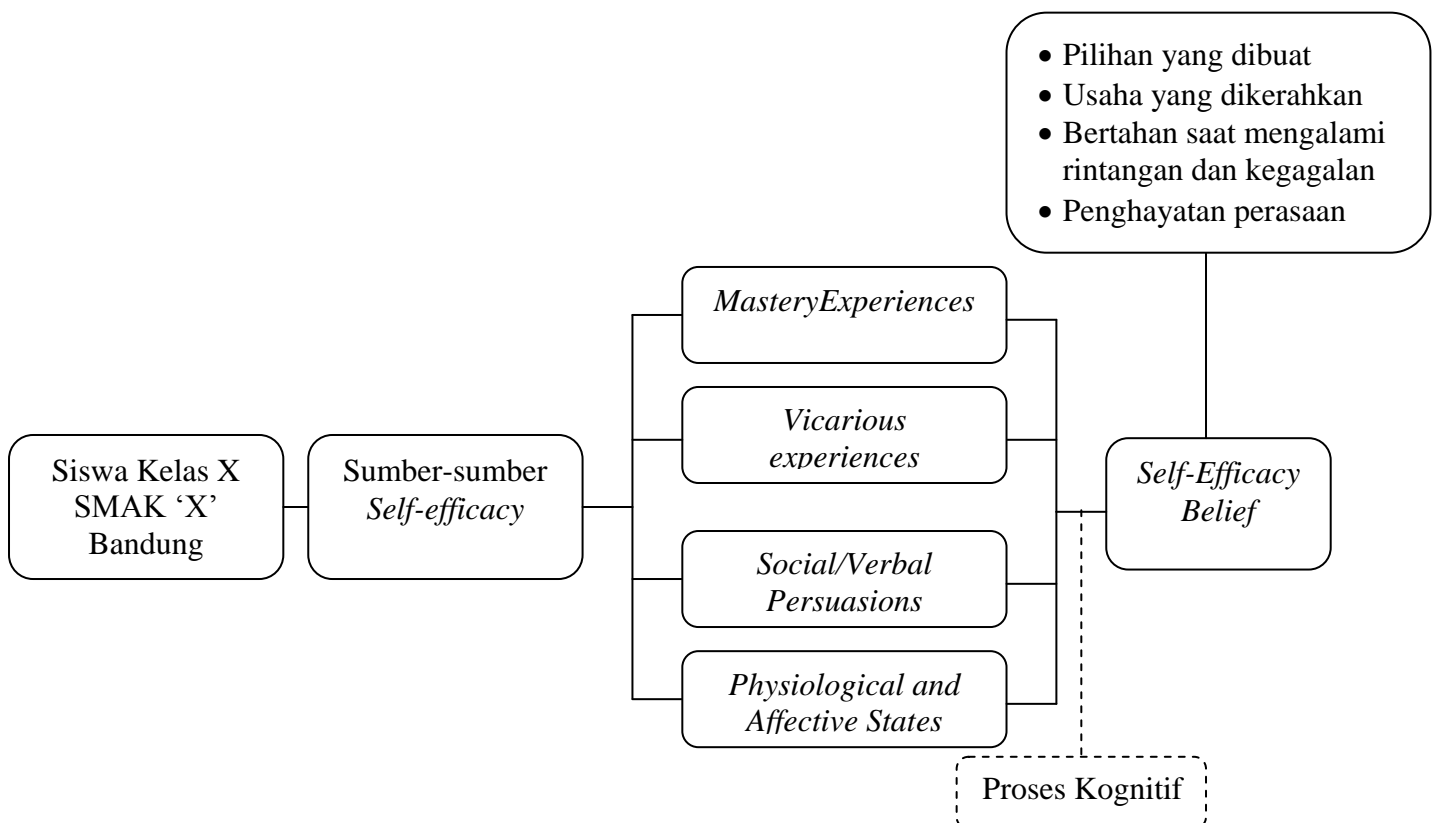 • Pilihan yang dibuat
• Usaha yang dikerahkan
• Bertahan saat mengalami
rintangan dan kegagalan
• Penghayatan perasaan
MasteryExperiences
Vicarious
experiences
Siswa Kelas X
SMAK ‘X’
Bandung
Sumber-sumber
Self-efficacy
Self-Efficacy
Belief
Social/Verbal
Persuasions
Physiological and
Affective States
Proses Kognitif